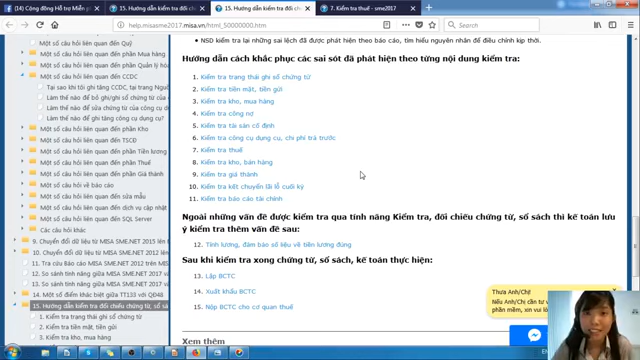 (14) Cộng đồng Hỗ trợ Miễn p
15. Hướng dẫn kiểm tra đối chi
15. Hướng dẫn kiểm tra đối chi
7. Kiểm tra thuế - sme2017
help.misasme2017.misa.vn/html_50000000.htm
Một số câu hỏi liên quan đến Quỹ
Một số câu hỏi liên quan đến phần Mua hàng
Một số câu hỏi liên quan đến phần Quản lý hóa
Một số câu hỏi liên quan đến CCDC
Tại sao khi tôi ghi tăng CCDC, tại trang Nguồn
Làm thế nào để bỏ ghi/ghi sổ chứng từ của
Làm thế nào để sửa chứng từ của công cụ d
Làm thế nào để ghi tăng công cụ dụng cụ?
Một số câu hỏi liên quan đến phần Kho
Một số câu hỏi liên quan đến TSCĐ
Một số câu hỏi liên quan đến phần Tiền lương
Một số câu hỏi liên quan đến phần Thuế
Một số câu hỏi về báo cáo
Một số câu hỏi liên quan đến sửa mẫu
Một số câu hỏi liên quan đến dịch vụ cập nhật
Một số câu hỏi liên quan đến SQL Server
Các câu hỏi khác
9. Chuyển đổi dữ liệu từ MISA SME.NET 2015 lên
10. Chuyển đổi dữ liệu từ MISA SME.NET 2012
11. Tra cứu Báo cáo MISA SME.NET 2017 trên
12. So sánh tính năng giữa MISA SME.NET 2017
13. So sánh tính năng giữa MISA SME.NET 2017
14. Một số điểm khác biệt giữa TT133 với QĐ48
15. Hướng dẫn kiểm tra đối chiếu chứng từ, sổ sá
1. Kiểm tra trạng thái ghi sổ chứng từ
2. Kiểm tra tiền mặt, tiền gửi
3. Kiểm tra kho, mua hàng
• NSD kiểm tra lại những sai lệch đã được phát hiện theo báo cáo, tìm hiểu nguyên nhân để điều chỉnh kịp thời.
Hướng dẫn cách khắc phục các sai sót đã phát hiện theo từng nội dung kiểm tra:
1. Kiểm tra trạng thái ghi sổ chứng từ
2. Kiểm tra tiền mặt, tiền gửi
3. Kiểm tra kho, mua hàng
4. Kiểm tra công nợ
5. Kiểm tra tài sản cố định
6. Kiểm tra công cụ dụng cụ, chi phí trả trước
7. Kiểm tra thuế
8. Kiểm tra kho, bán hàng
9. Kiểm tra giá thành
10. Kiểm tra kết chuyển lãi lỗ cuối kỳ
11. Kiểm tra báo cáo tài chính
Ngoài những vấn đề được kiểm tra qua tính năng Kiểm tra, đối chiếu chứng từ, sổ sách thì kế toán lưu
ý kiểm tra thêm vấn đề sau:
12. Tính lương, đảm bảo số liệu về tiền lương đúng
Sau khi kiểm tra xong chứng từ, sổ sách, kế toán thực hiện:
13. Lập BCTC
14. Xuất khẩu BCTC
15. Nộp BCTC cho cơ quan thuế
Xem thêm
Thưa Anh/Chị!
Nếu Anh/Chị cần tư v
phần mềm, xin vui lò
EN